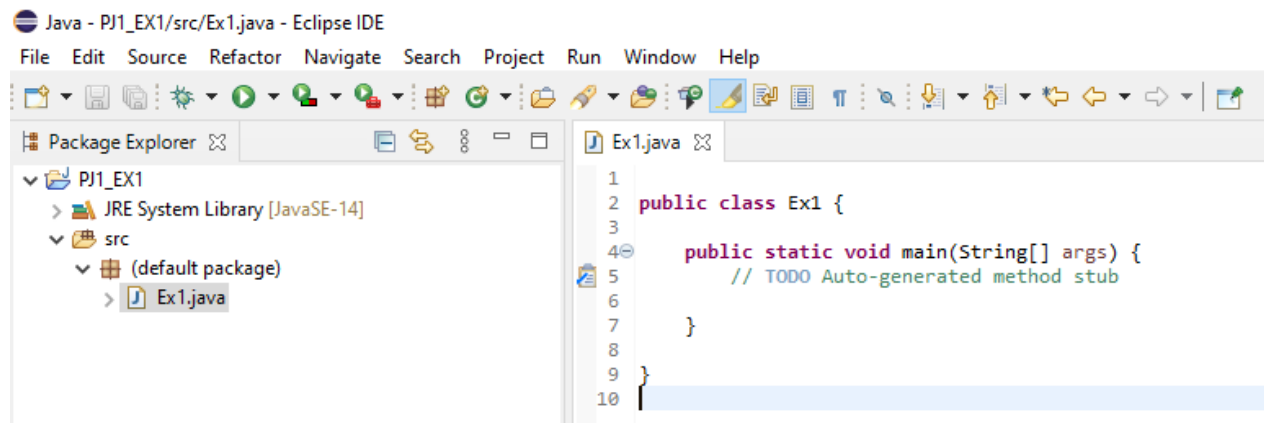 Java - PJ1_EX1/src/Ex1.java - Eclipse IDE
File Edit Source Refactor Navigate Search Project Run Window Help
Package Explorer
PJ1_EX1
JRE System Library [JavaSE-14]
src
(default package)
Ex1.java
Ex1.java
1
2 public class Ex1 {
3
4 public static void main(String[] args) {
5 // TODO Auto-generated method stub
6
7 }
8
9 }
10